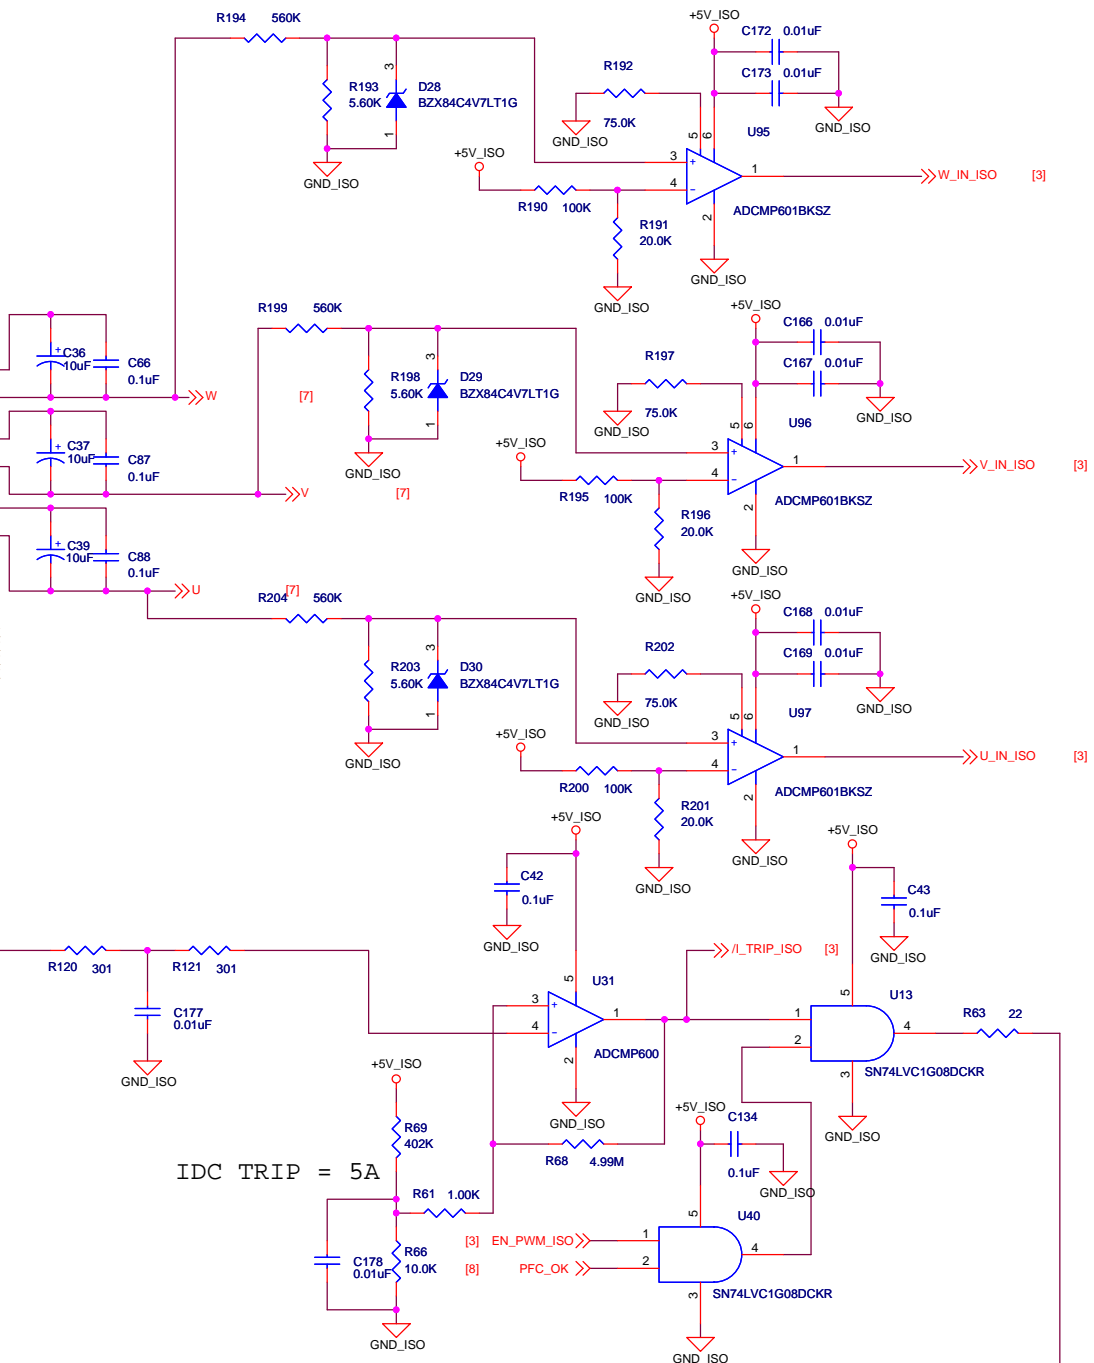 R194 560K
+5V_ISO
C172 0.01uF
R193
5.60K
3
D28
BZX84C4V7LT1G
1
R192
C173 0.01uF
75.0K
GND_ISO
GND_ISO
5
6
U95
GND_ISO
+5V_ISO
3
+
4
-
1
W_IN_ISO [3]
R190 100K
2
ADCMP601BKSZ
R191
20.0K
GND_ISO
GND_ISO
R199 560K
+5V_ISO
C166 0.01uF
+
C36
10uF
C66
0.1uF
R198
5.60K
3
D29
BZX84C4V7LT1G
1
R197
C167 0.01uF
W [7]
75.0K
GND_ISO
GND_ISO
5
6
U96
+
C37
10uF
C87
0.1uF
GND_ISO
+5V_ISO
3
+
4
-
1
V_IN_ISO [3]
V [7]
R195 100K
2
ADCMP601BKSZ
R196
20.0K
+
C39
10uF
C88
0.1uF
GND_ISO
GND_ISO
U [7]
R204 560K
+5V_ISO
C168 0.01uF
R203
5.60K
3
D30
BZX84C4V7LT1G
1
R202
C169 0.01uF
75.0K
GND_ISO
GND_ISO
5
6
U97
GND_ISO
+5V_ISO
3
+
4
-
1
U_IN_ISO [3]
R200 100K
2
ADCMP601BKSZ
R201
20.0K
GND_ISO
GND_ISO
+5V_ISO
+5V_ISO
C42
0.1uF
C43
0.1uF
GND_ISO
GND_ISO
R120 301
R121 301
/I_TRIP_ISO [3]
C177
0.01uF
GND_ISO
5
U31
3
+
4
-
1
2
ADCMP600
GND_ISO
5
U13
1
2
4
3
SN74LVC1G08DCKR
GND_ISO
R63 22
+5V_ISO
R69
402K
R68 4.99M
+5V_ISO
C134
0.1uF
GND_ISO
IDC TRIP = 5A
R61 1.00K
C178
0.01uF
R66
10.0K
GND_ISO
5
U40
[3] EN_PWM_ISO
1
[8] PFC_OK
2
4
3
SN74LVC1G08DCKR
GND_ISO